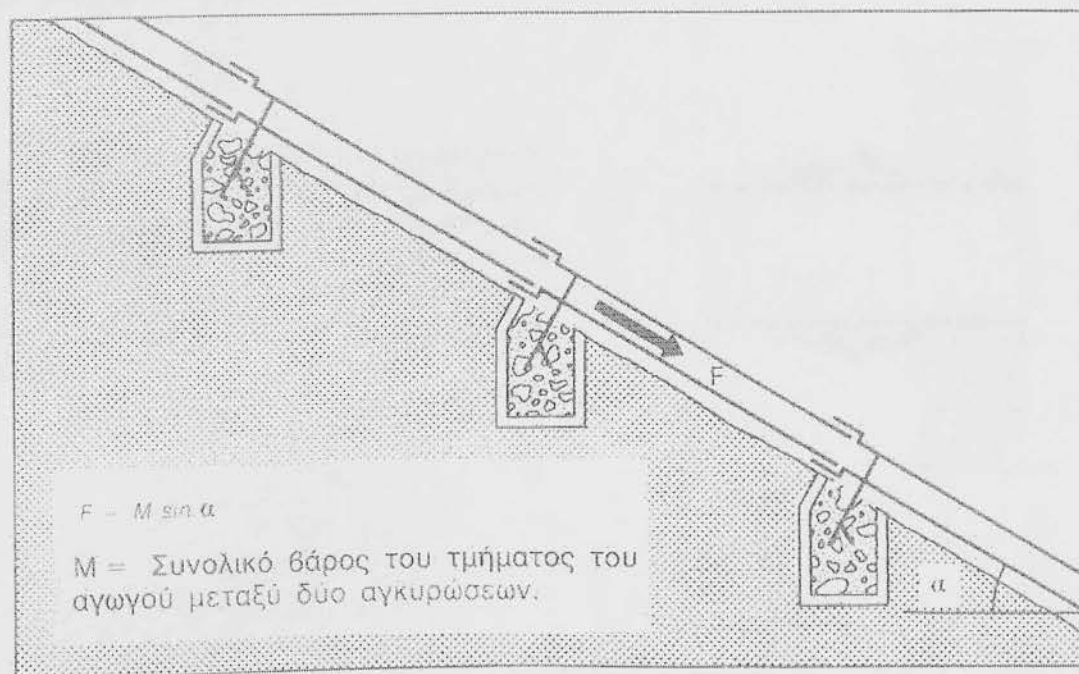 F
F = M sin α
M = Συνολικό βάρος του τμήματος του
αγωγού μεταξύ δύο αγκυρώσεων.
α